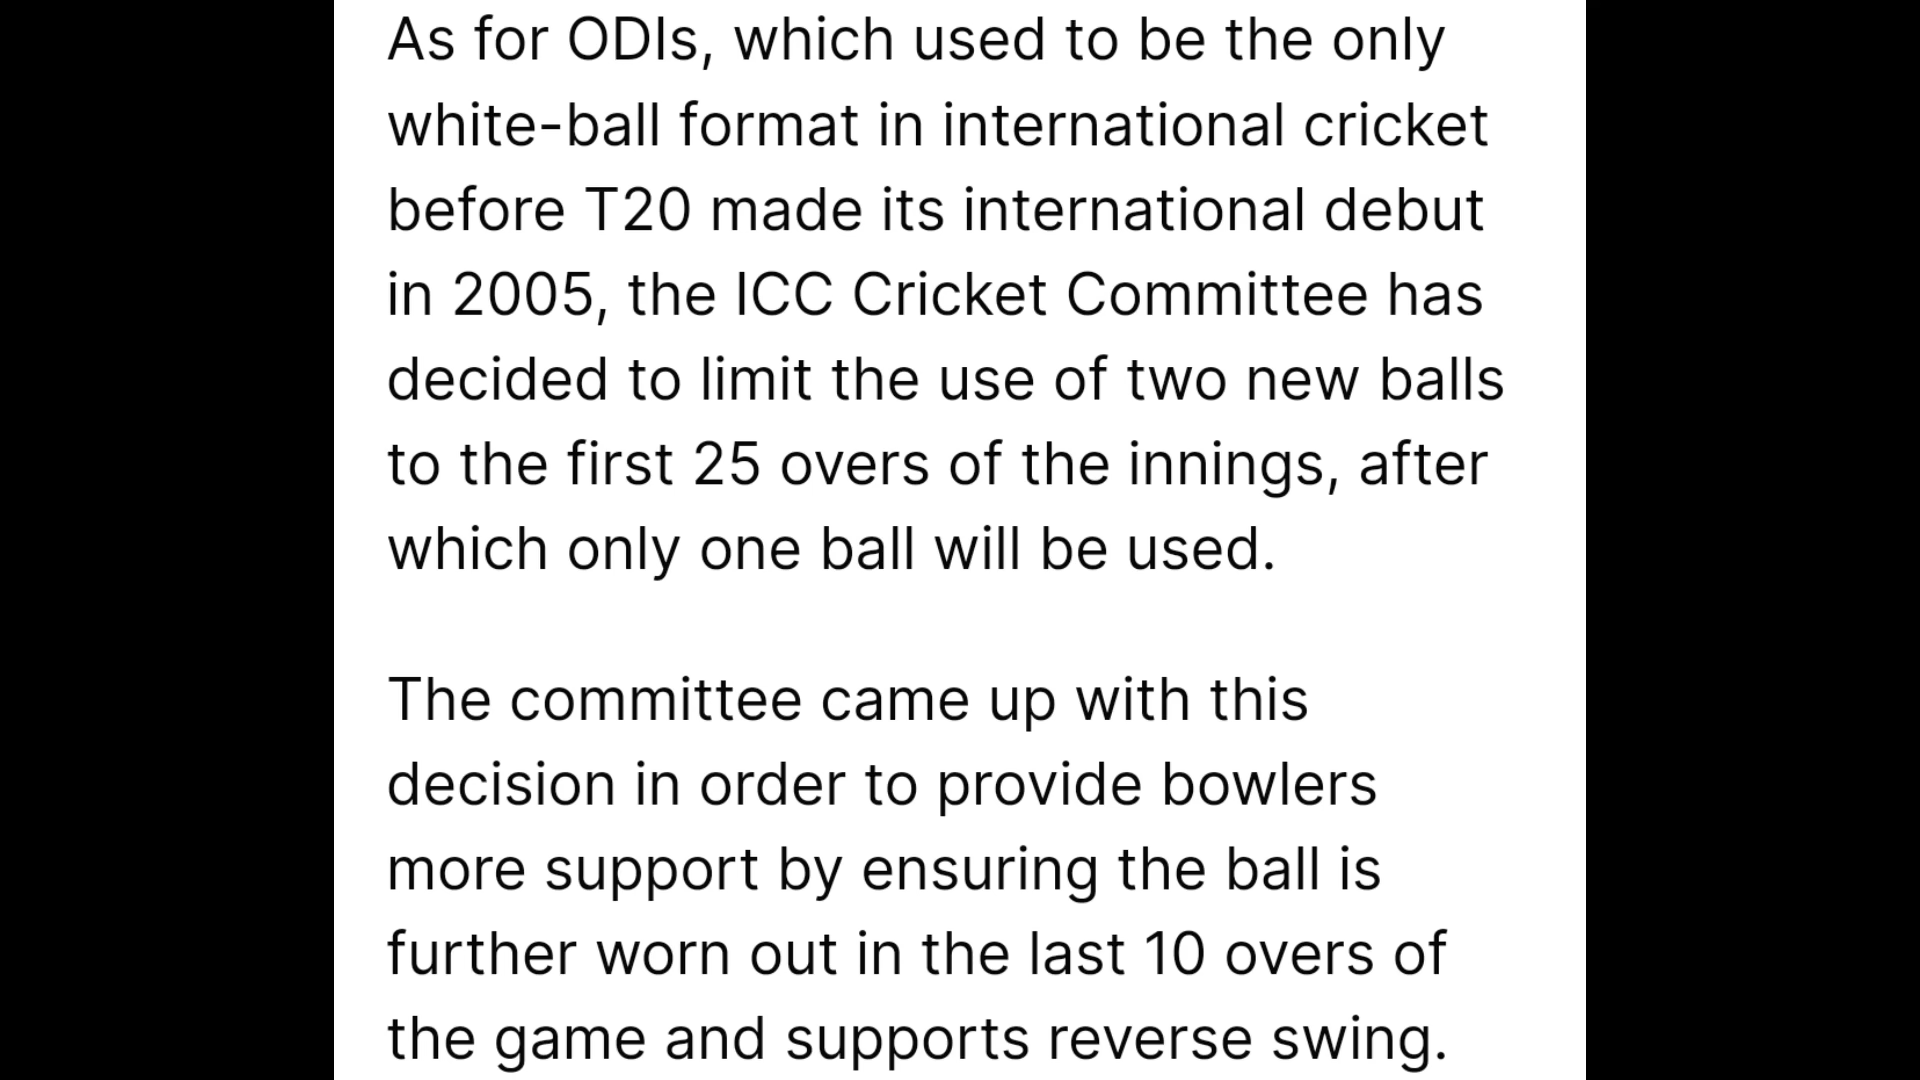 As for ODIs, which used to be the only
white-ball format in international cricket
before T20 made its international debut
in 2005, the ICC Cricket Committee has
decided to limit the use of two new balls
to the first 25 overs of the innings, after
which only one ball will be used.
The committee came up with this
decision in order to provide bowlers
more support by ensuring the ball is
further worn out in the last 10 overs of
the game and supports reverse swing.